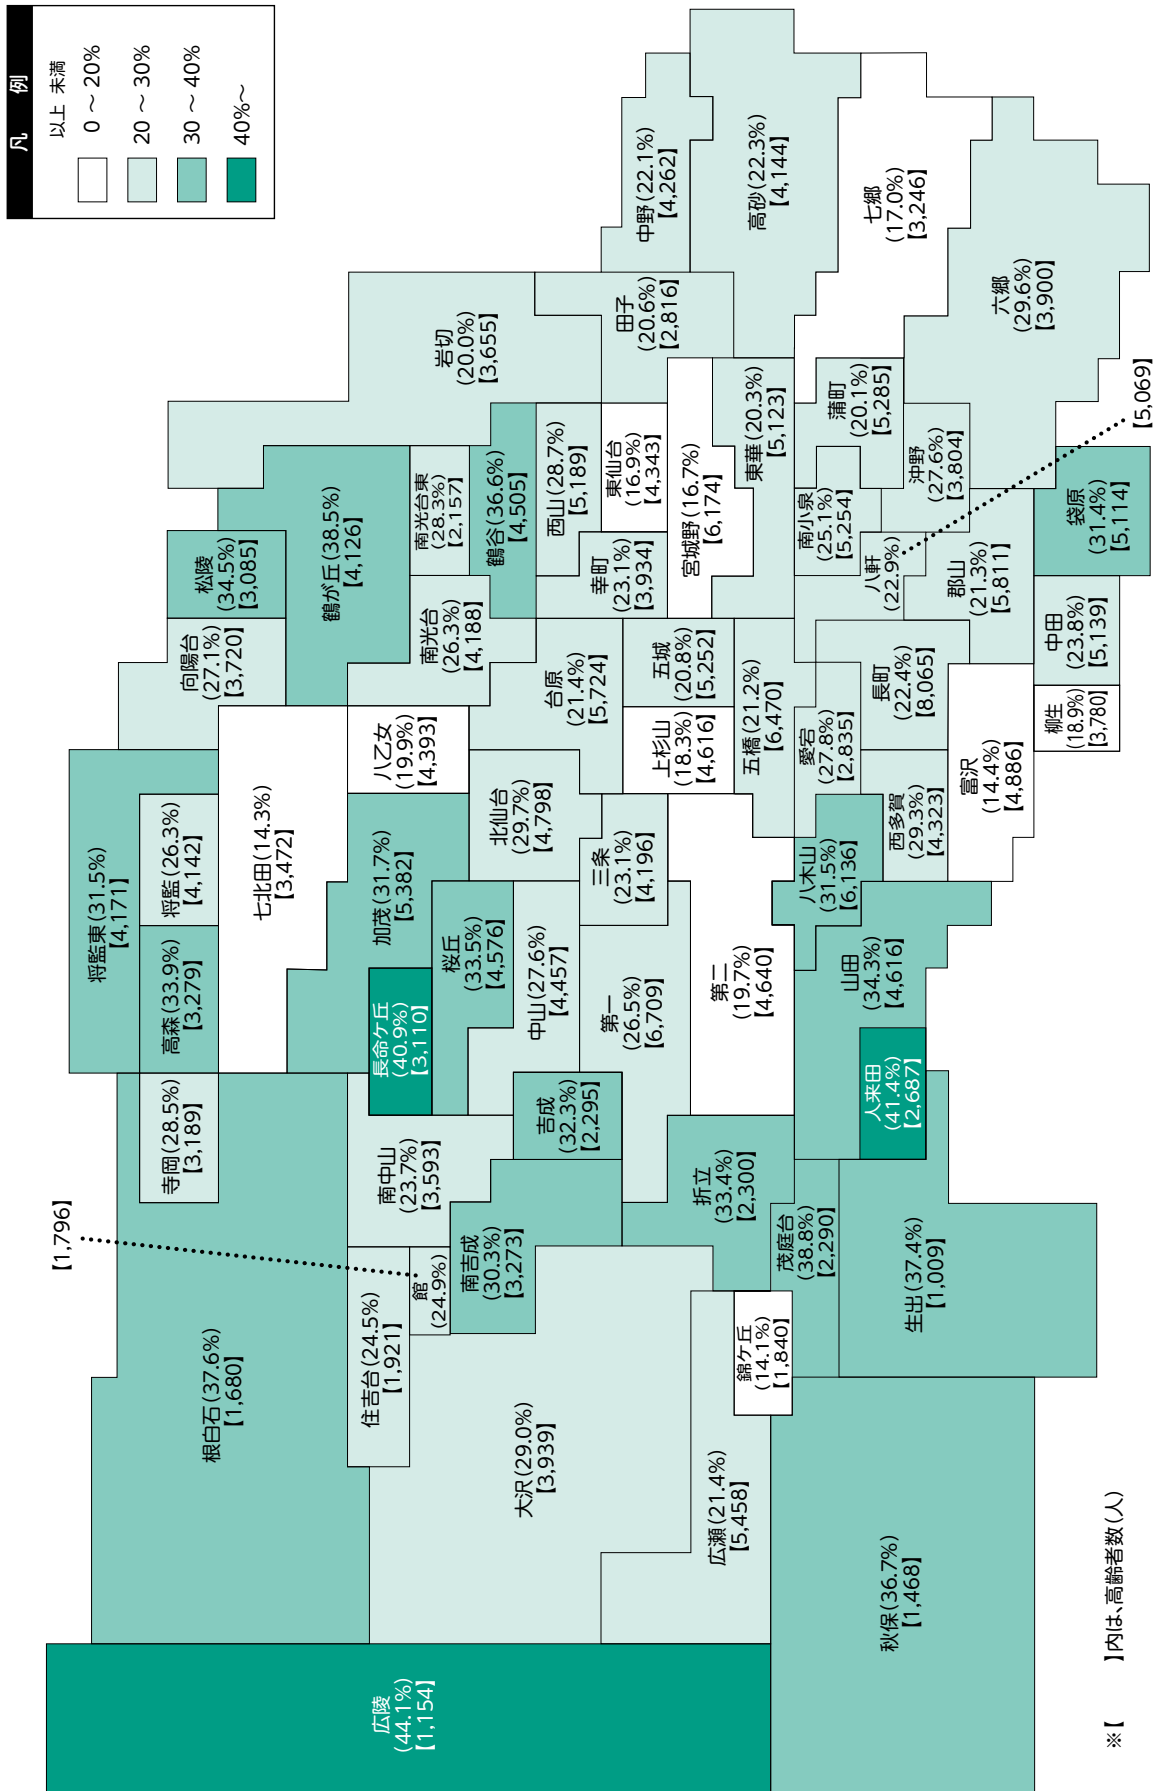 凡 例
以上 未満
0 ～ 20%
20 ～ 30%
30 ～ 40%
40%～
広陵
(44.1%)
【1,154】
根白石(37.6%)
【1,680】
寺岡(28.5%)
【3,189】
高森(33.9%)
【3,279】
将監(26.3%)
【4,142】
将監東(31.5%)
【4,171】
向陽台
(27.1%)
【3,720】
松陵
(34.5%)
【3,085】
鶴が丘(38.5%)
【4,126】
七北田(14.3%)
【3,472】
八乙女
(19.9%)
【4,393】
加茂(31.7%)
【5,382】
長命ケ丘
(40.9%)
【3,110】
桜丘
(33.5%)
【4,576】
南中山
(23.7%)
【3,593】
【1,796】
館
(24.9%)
住吉台(24.5%)
【1,921】
南吉成
(30.3%)
【3,273】
大沢(29.0%)
【3,939】
吉成
(32.3%)
【2,295】
中山(27.6%)
【4,457】
北仙台
(29.7%)
【4,798】
南光台
(26.3%)
【4,188】
南光台東
(28.3%)
【2,157】
鶴谷(36.6%)
【4,505】
岩切
(20.0%)
【3,655】
西山(28.7%)
【5,189】
東仙台
(16.9%)
【4,343】
幸町
(23.1%)
【3,934】
台原
(21.4%)
【5,724】
三条
(23.1%)
【4,196】
第一
(26.5%)
【6,709】
上杉山
(18.3%)
【4,616】
五城
(20.8%)
【5,252】
宮城野(16.7%)
【6,174】
田子
(20.6%)
【2,816】
中野(22.1%)
【4,262】
高砂(22.3%)
【4,144】
東華(20.3%)
【5,123】
五橋(21.2%)
【6,470】
第二
(19.7%)
【4,640】
折立
(33.4%)
【2,300】
広瀬(21.4%)
【5,458】
錦ケ丘
(14.1%)
【1,840】
茂庭台
(38.8%)
【2,290】
生出(37.4%)
【1,009】
秋保(36.7%)
【1,468】
人来田
(41.4%)
【2,687】
山田
(34.3%)
【4,616】
八木山
(31.5%)
【6,136】
愛宕
(27.8%)
【2,835】
西多賀
(29.3%)
【4,323】
長町
(22.4%)
【8,065】
富沢
(14.4%)
【4,886】
南小泉
(25.1%)
【5,254】
蒲町
(20.1%)
【5,285】
沖野
(27.6%)
【3,804】
八軒
(22.9%)
【5,069】
郡山
(21.3%)
【5,811】
七郷
(17.0%)
【3,246】
六郷
(29.6%)
【3,900】
袋原
(31.4%)
【5,114】
中田
(23.8%)
【5,139】
柳生
(18.9%)
【3,780】
※【 】内は、高齢者数(人)